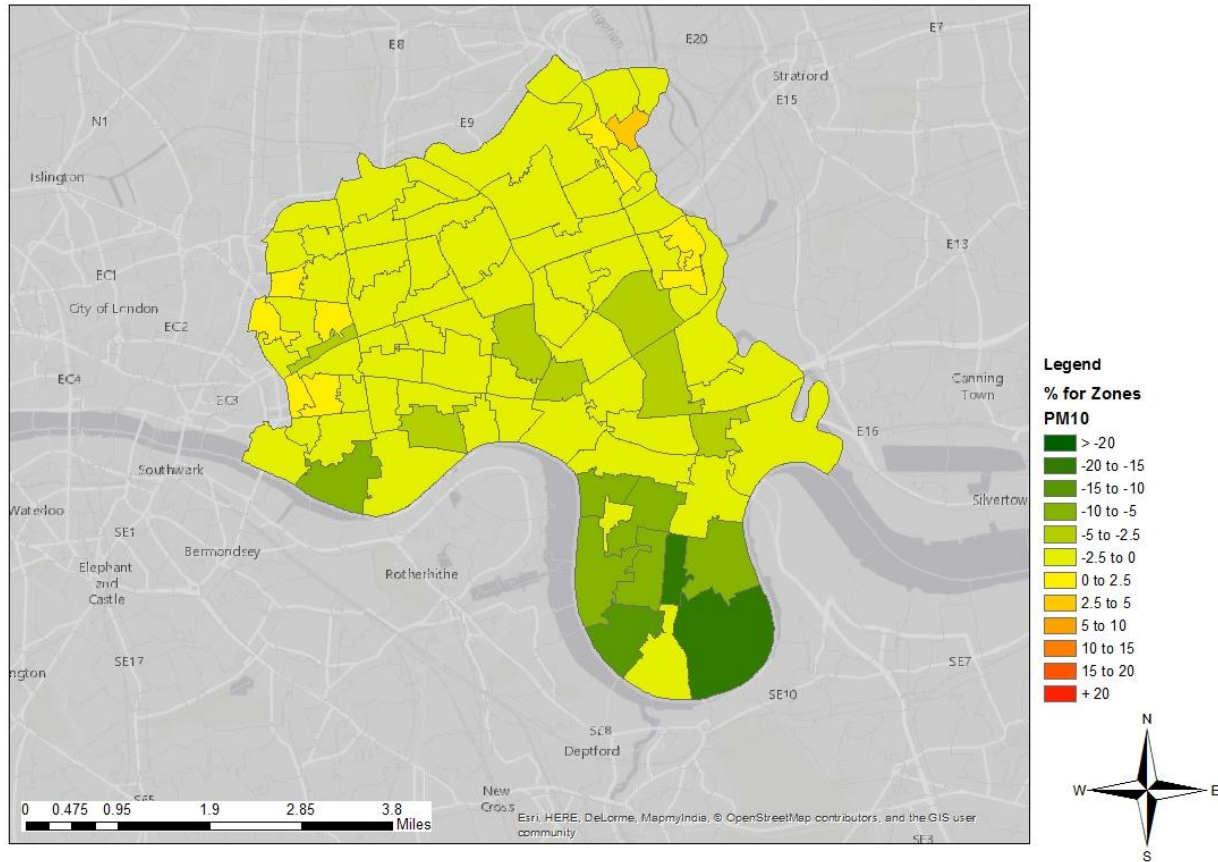 E7
E8
E20
Stratford
E15
N1
E9
Islington
E13
EC1
City of London
EC2
Canning
Town
EC4
EC3
E16
Southwark
Silvertow
Waterloo
SE1
Bermondsey
Elephant
and
Castle
Rotherhithe
SE17
ngton
SE7
SE10
SE8
Deptford
New
Cross
SE5
SE3
0 0.475 0.95 1.9 2.85 3.8
Miles
Esri, HERE, DeLorme, MapmyIndia, © OpenStreetMap contributors, and the GIS user
community
Legend
% for Zones
PM10
> -20
-20 to -15
-15 to -10
-10 to -5
-5 to -2.5
-2.5 to 0
0 to 2.5
2.5 to 5
5 to 10
10 to 15
15 to 20
+ 20
N
W E
S